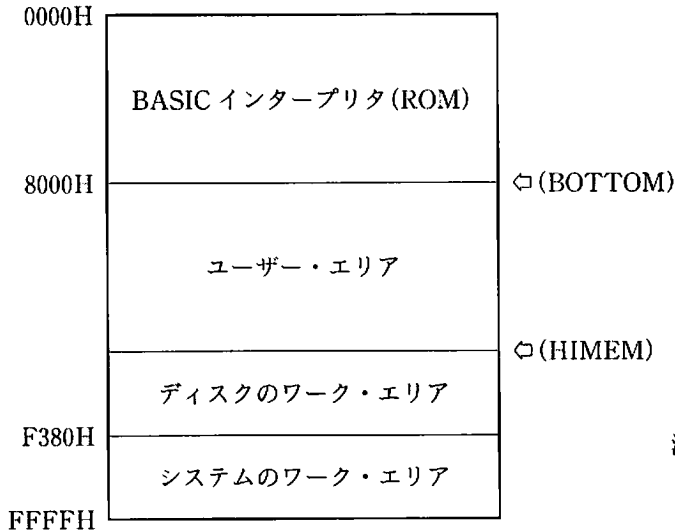 0000H
BASIC インタープリタ(ROM)
8000H ⇦(BOTTOM)
ユーザー・エリア
⇦(HIMEM)
ディスクのワーク・エリア
F380H
システムのワーク・エリア
FFFFH